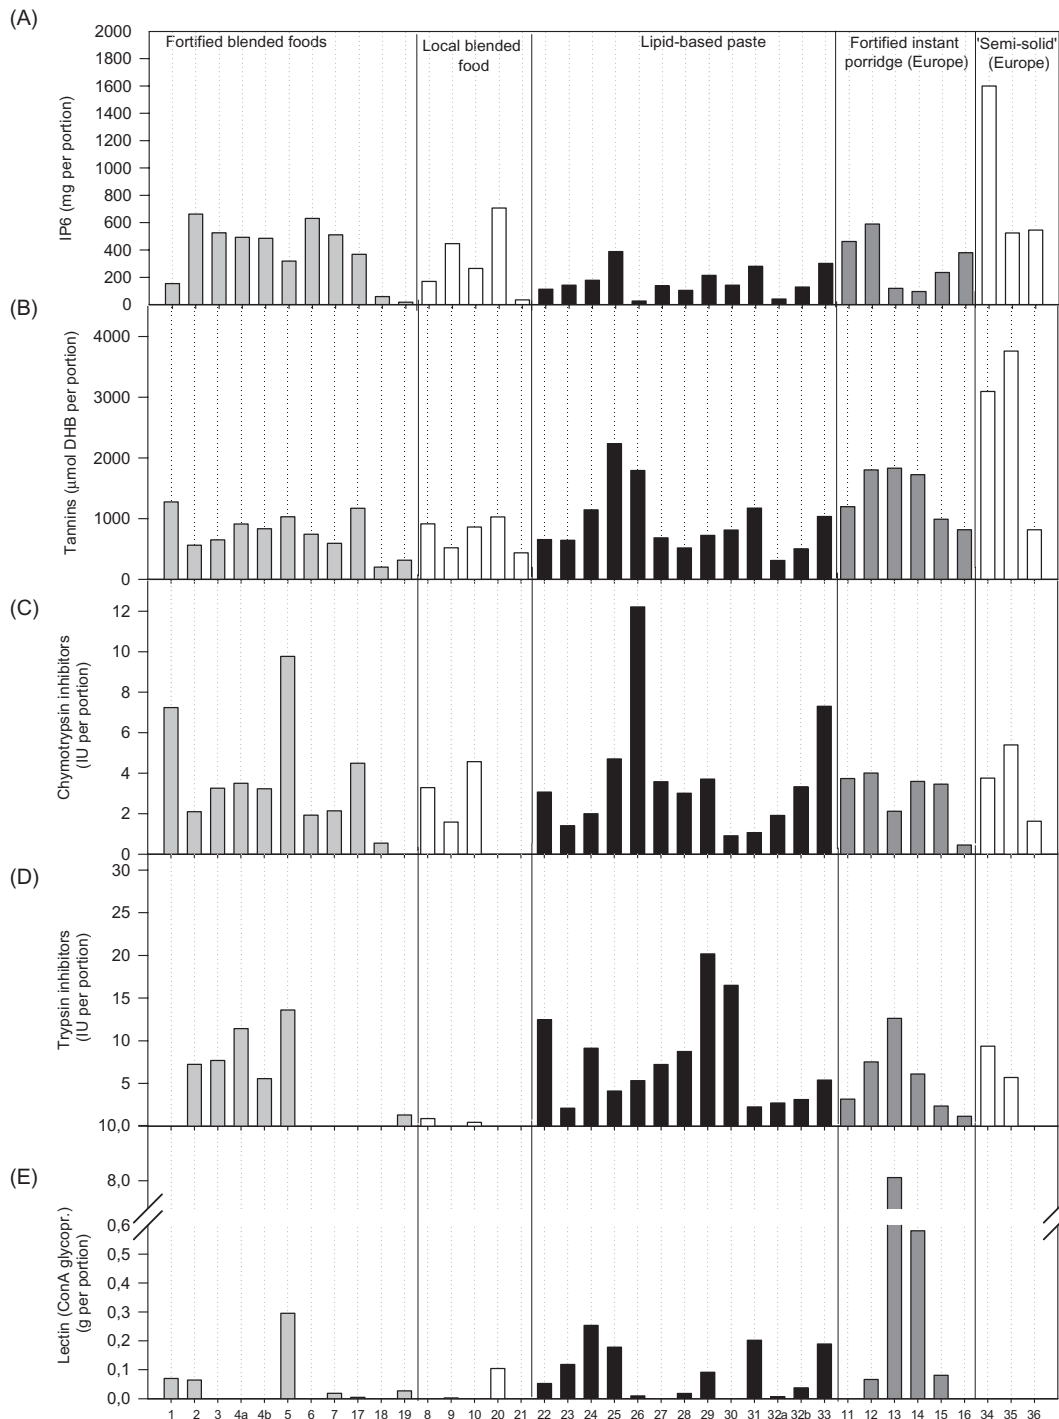 (A)
2000
1800
1600
1400
1200
1000
800
600
400
200
0
IP6 (mg per portion)
Fortified blended foods
Local blended
food
Lipid-based paste
Fortified instant
porridge (Europe)
'Semi-solid'
(Europe)
(B)
4000
3000
2000
1000
0
Tannins (µmol DHB per portion)
(C)
12
10
8
6
4
2
0
Chymotrypsin inhibitors
(IU per portion)
(D)
30
25
20
15
10
5
10,0
Trypsin inhibitors
(IU per portion)
(E)
8,0
0,6
0,5
0,4
0,3
0,2
0,1
0,0
Lectin (ConA glycopr.)
(g per portion)
1 2 3 4a 4b 5 6 7 17 18 19 8 9 10 20 21 22 23 24 25 26 27 28 29 30 31 32a 32b 33 11 12 13 14 15 16 34 35 36